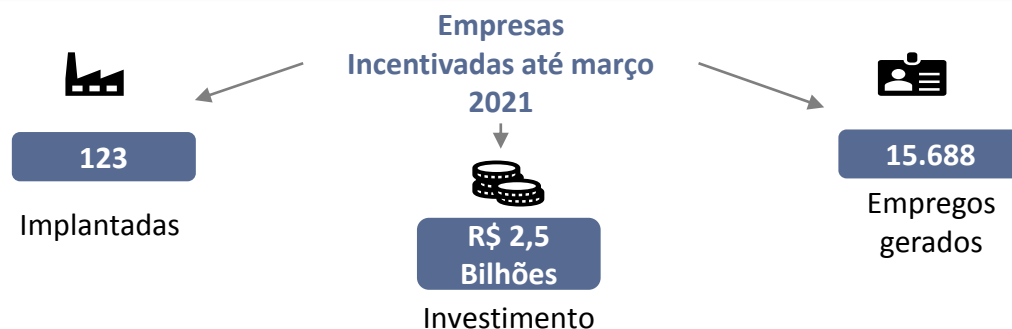 Empresas
Incentivadas até março
2021
123
Implantadas
R$ 2,5
Bilhões
Investimento
15.688
Empregos
gerados